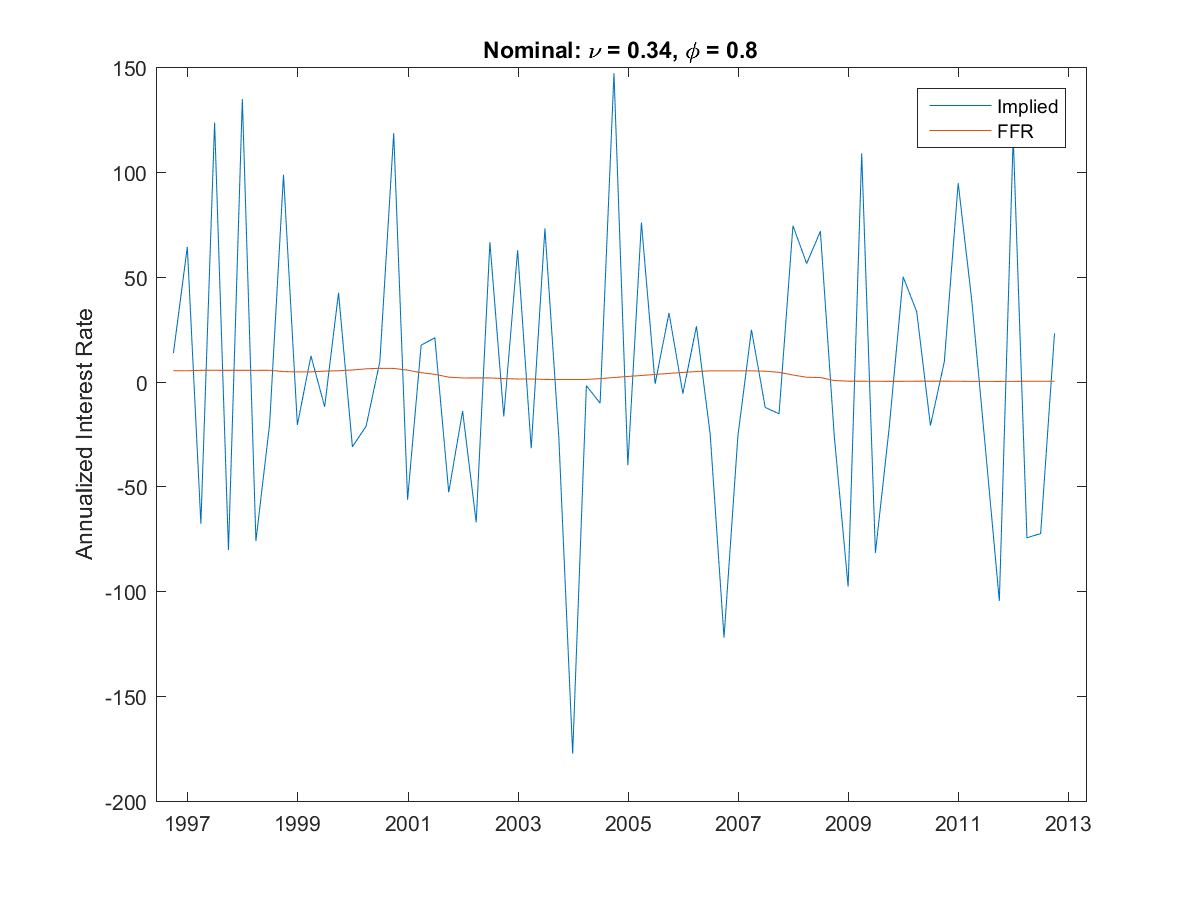 Nominal: ν = 0.34, ϕ = 0.8
150
100
50
0
-50
-100
-150
-200
Annualized Interest Rate
Implied
FFR
1997 1999 2001 2003 2005 2007 2009 2011 2013